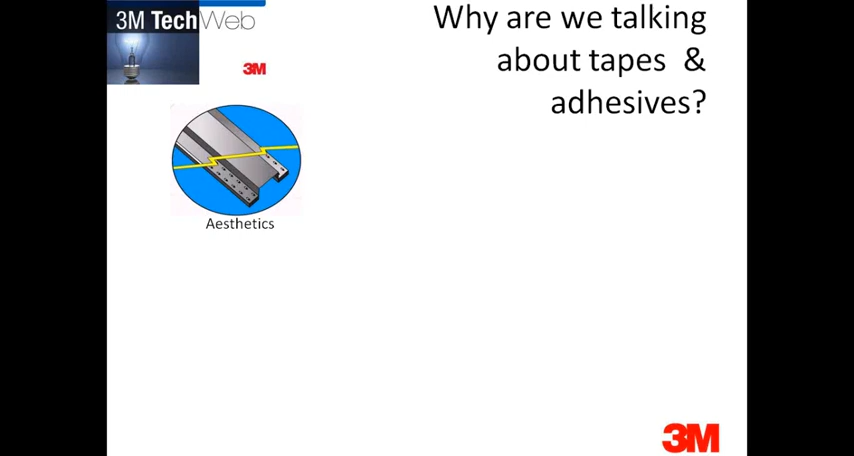 3M TechWeb
3M
Why are we talking
about tapes & 
adhesives?
Aesthetics
3M